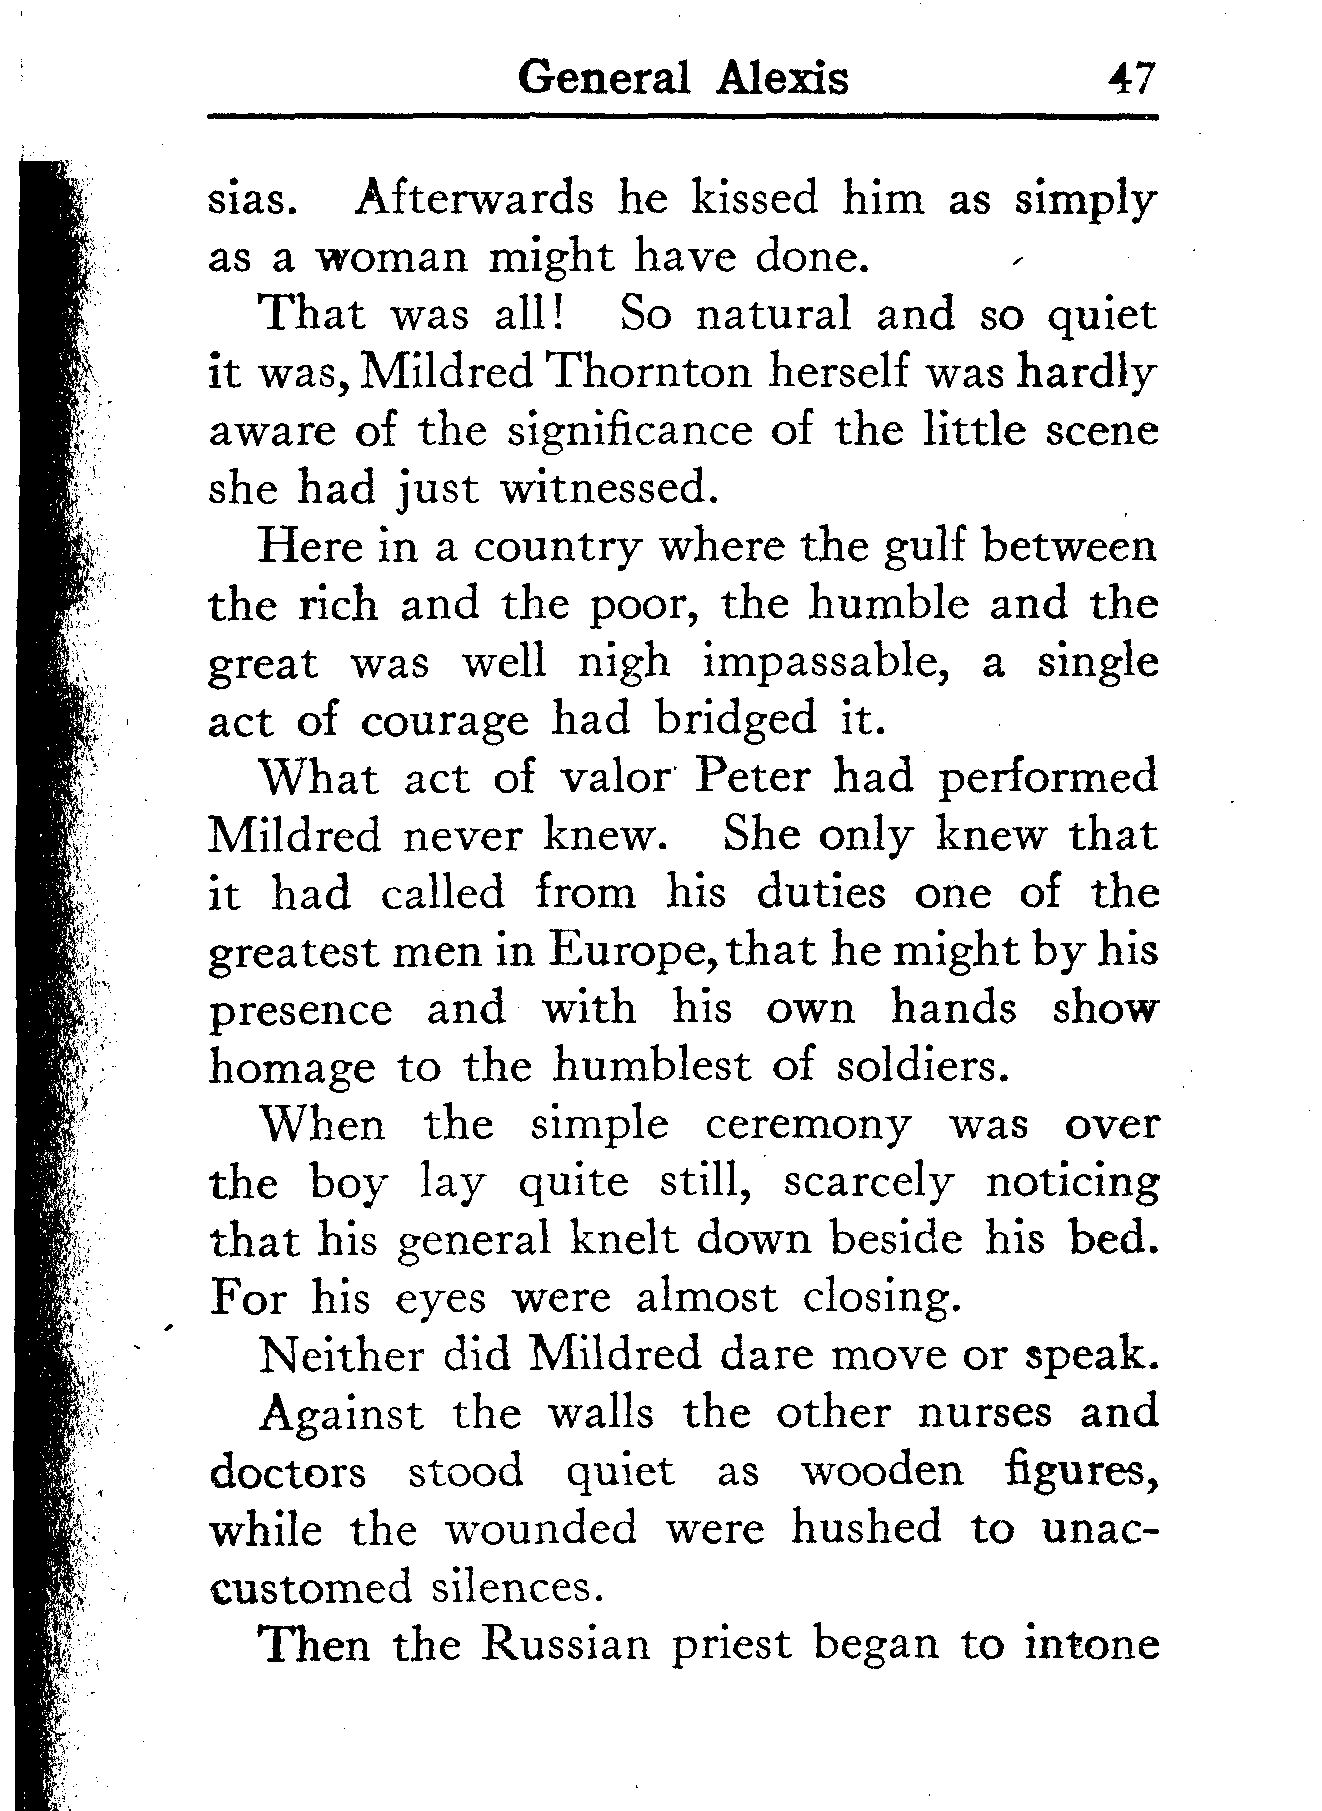 General Alexis 47
sias. Afterwards he kissed him as simply
as a woman might have done.
That was all! So natural and so quiet
it was, Mildred Thornton herself was hardly
aware of the significance of the little scene
she had just witnessed.
Here in a country where the gulf between
the rich and the poor, the humble and the
great was well nigh impassable, a single
act of courage had bridged it.
What act of valor Peter had performed
Mildred never knew. She only knew that
it had called from his duties one of the
greatest men in Europe, that he might by his
presence and with his own hands show
homage to the humblest of soldiers.
When the simple ceremony was over
the boy lay quite still, scarcely noticing
that his general knelt down beside his bed.
For his eyes were almost closing.
Neither did Mildred dare move or speak.
Against the walls the other nurses and
doctors stood quiet as wooden figures,
while the wounded were hushed to unac-
customed silences.
Then the Russian priest began to intone